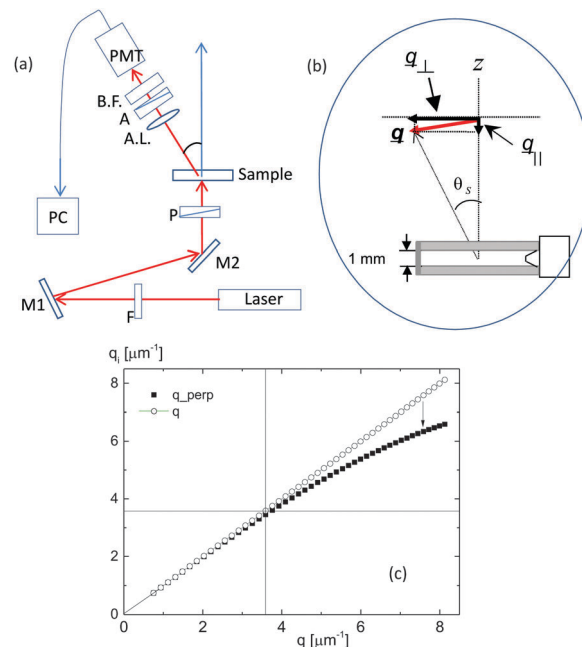 (a)
PMT
B.F.
A
A.L.
Sample
PC
P
M2
M1
F
Laser
(b)
q⊥
z
q
q||
θs
1 mm
qi [μm-1]
8
6
4
2
0
q_perp
q
(c)
0
2
4
6
8
q [μm-1]